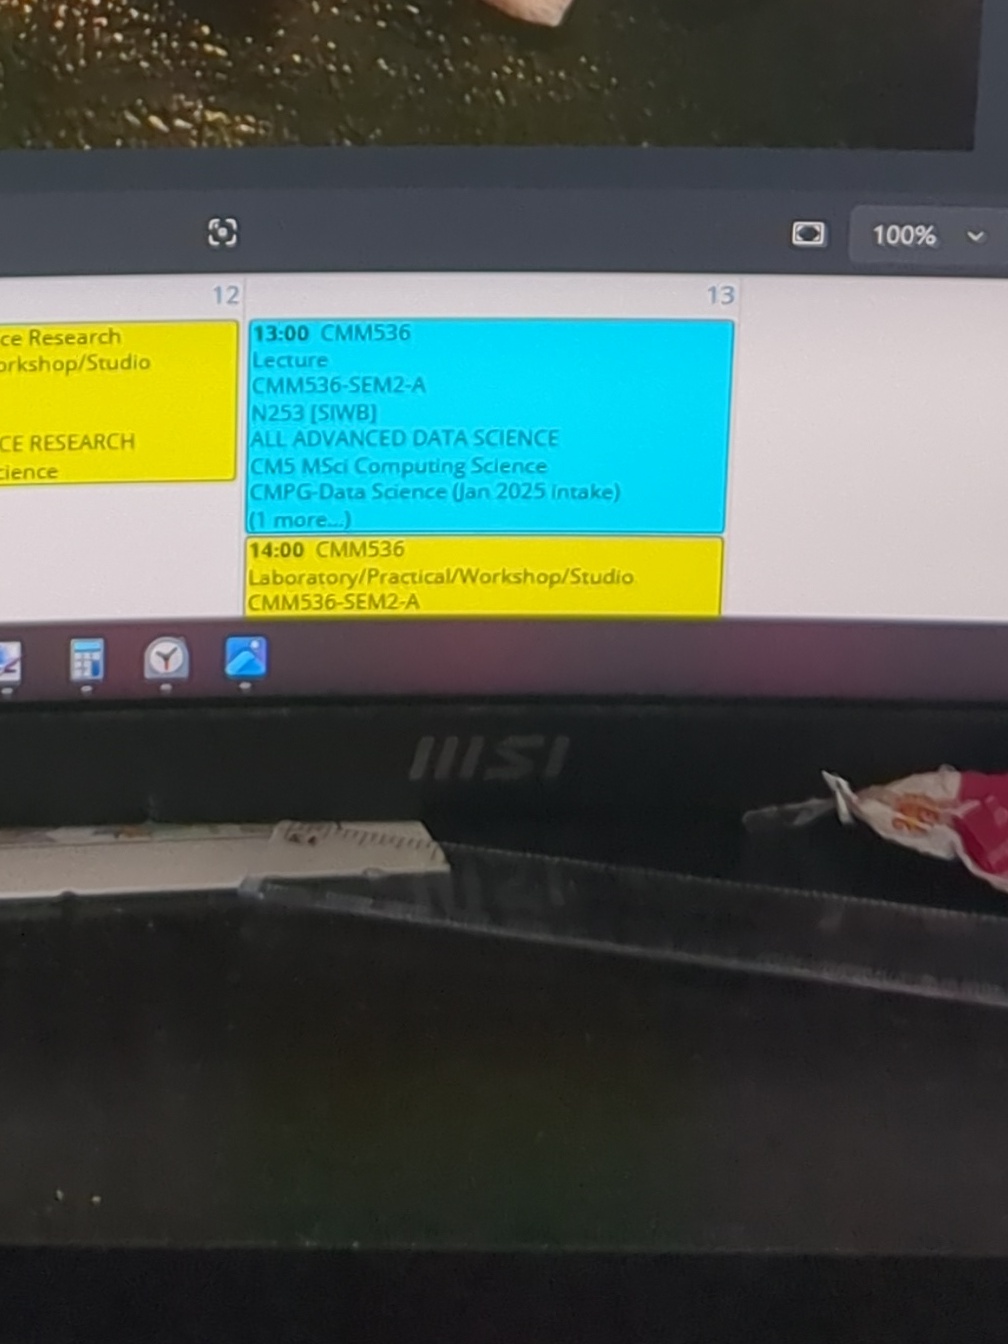 100%
12
13
ce Research
orkshop/Studio
CE RESEARCH
cience
13:00 CMM536
Lecture
CMM536-SEM2-A
N253 [SIWB]
ALL ADVANCED DATA SCIENCE
CM5 MSci Computing Science
CMPG-Data Science (Jan 2025 Intake)
(1 more...)
14:00 CMM536
Laboratory/Practical/Workshop/Studio
CMM536-SEM2-A
MSI